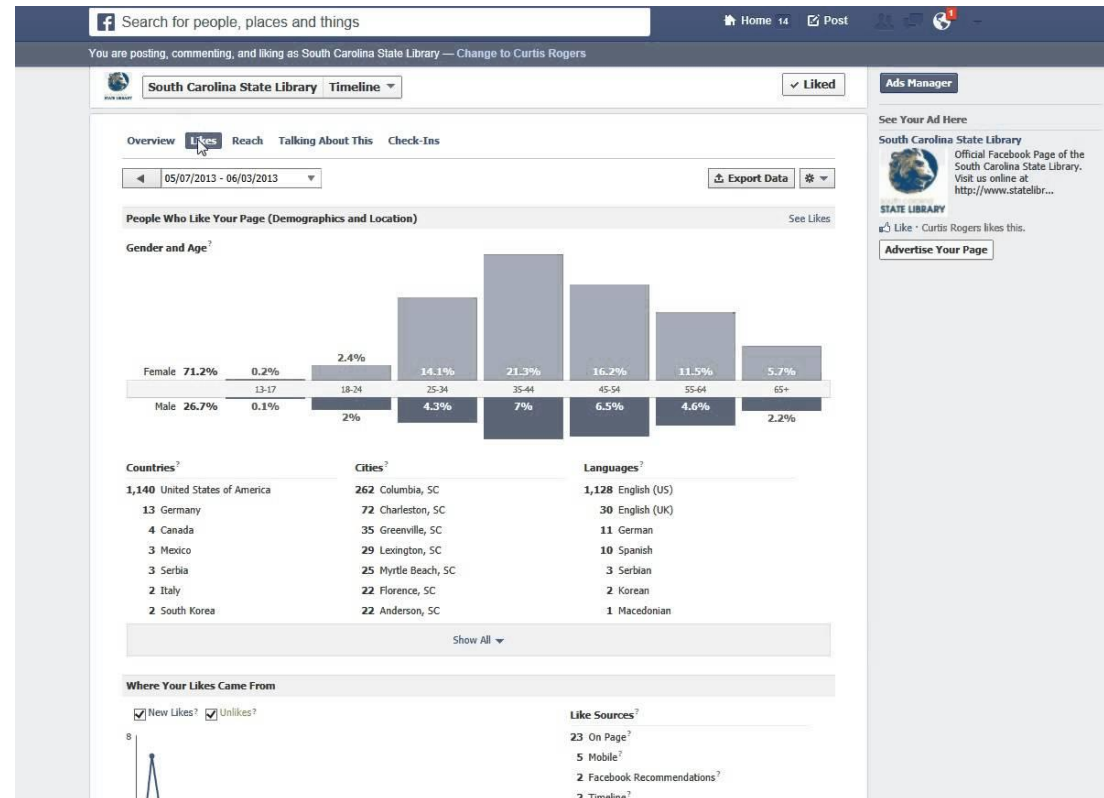 Search for people, places and things
Home 14 Post
1
You are posting, commenting, and liking as South Carolina State Library — Change to Curtis Rogers
South Carolina State Library Timeline
Liked
Ads Manager
See Your Ad Here
South Carolina State Library
Official Facebook Page of the
South Carolina State Library.
Visit us online at
http://www.statelibr...
STATE LIBRARY
Like · Curtis Rogers likes this.
Advertise Your Page
Overview Likes Reach Talking About This Check-Ins
05/07/2013 - 06/03/2013
Export Data
People Who Like Your Page (Demographics and Location) See Likes
Gender and Age?
Female 71.2% 0.2% 2.4% 14.1% 21.3% 16.2% 11.5% 5.7%
13-17 18-24 25-34 35-44 45-54 55-64 65+
Male 26.7% 0.1% 2% 4.3% 7% 6.5% 4.6% 2.2%
Countries? Cities? Languages?
1,140 United States of America 262 Columbia, SC 1,128 English (US)
13 Germany 72 Charleston, SC 30 English (UK)
4 Canada 35 Greenville, SC 11 German
3 Mexico 29 Lexington, SC 10 Spanish
3 Serbia 25 Myrtle Beach, SC 3 Serbian
2 Italy 22 Florence, SC 2 Korean
2 South Korea 22 Anderson, SC 1 Macedonian
Show All
Where Your Likes Came From
New Likes? Unlikes?
8
Like Sources?
23 On Page?
5 Mobile?
2 Facebook Recommendations?
2 Timeline?